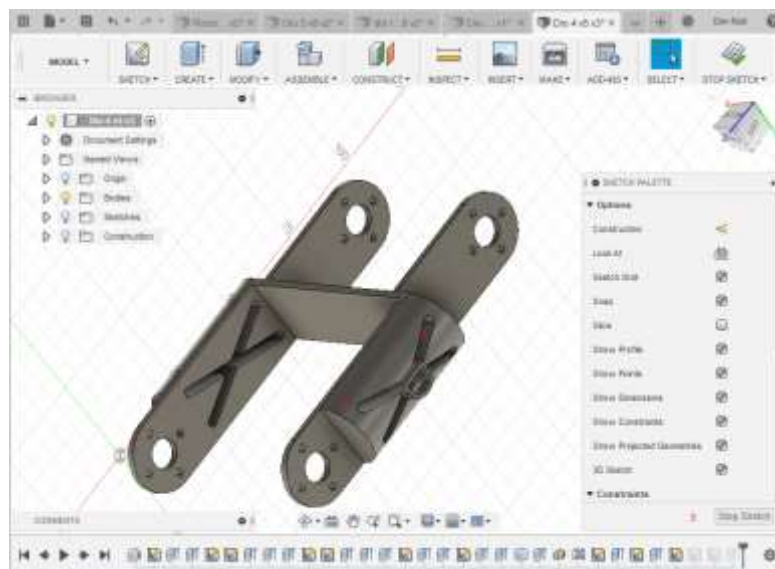 MODEL
SKETCH
CREATE
MODIFY
ASSEMBLE
CONSTRUCT
INSPECT
INSERT
MAKE
ADD-INS
SELECT
STOP SKETCH
BROWSER
Document Settings
Named Views
Origin
Bodies
Sketches
Construction
SKETCH PALETTE
Options
Construction
Look At
Sketch Grid
Snap
Slice
Show Profile
Show Points
Show Dimensions
Show Constraints
Show Projected Geometries
3D Sketch
Constraints
Stop Sketch
COMMENTS